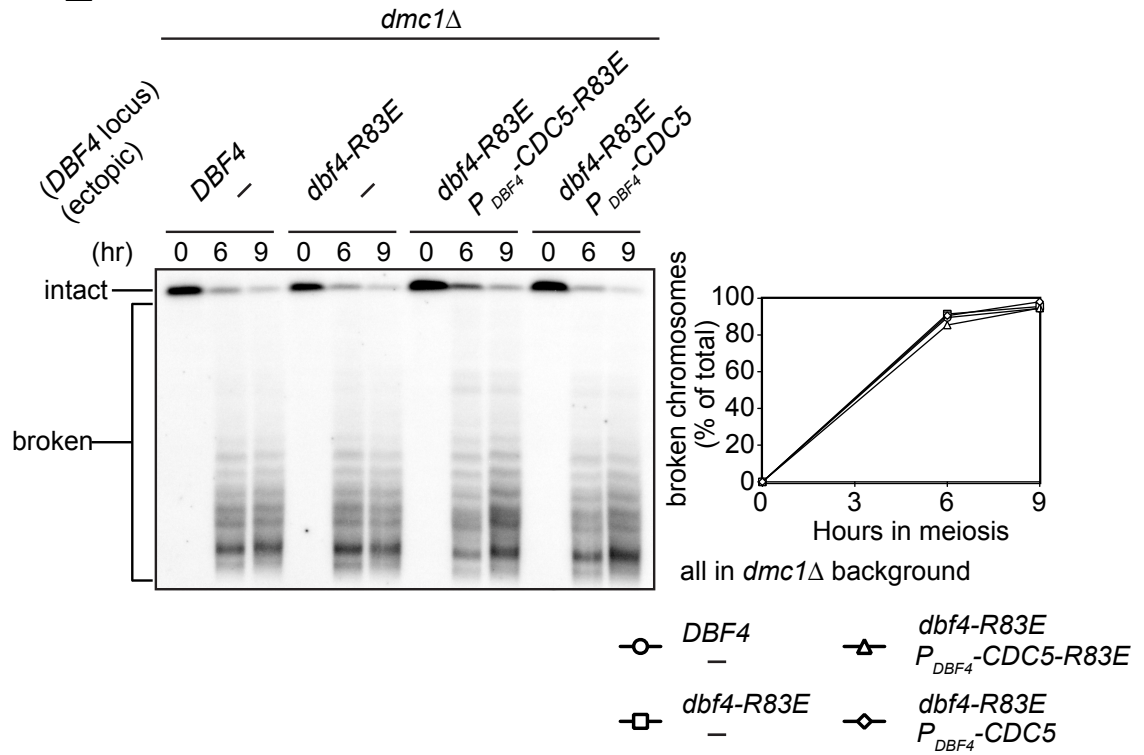 dmc1Δ
(DBF4 locus)
(ectopic)
DBF4
–
dbf4-R83E
–
dbf4-R83E
P DBF4-CDC5-R83E
dbf4-R83E
P DBF4-CDC5
(hr) 0 6 9 0 6 9 0 6 9 0 6 9
intact
broken
broken chromosomes
(% of total)
100
80
60
40
20
0
0 3 6 9
Hours in meiosis
all in dmc1Δ background
DBF4
–
dbf4-R83E
–
dbf4-R83E
PDBF4-CDC5-R83E
dbf4-R83E
PDBF4-CDC5